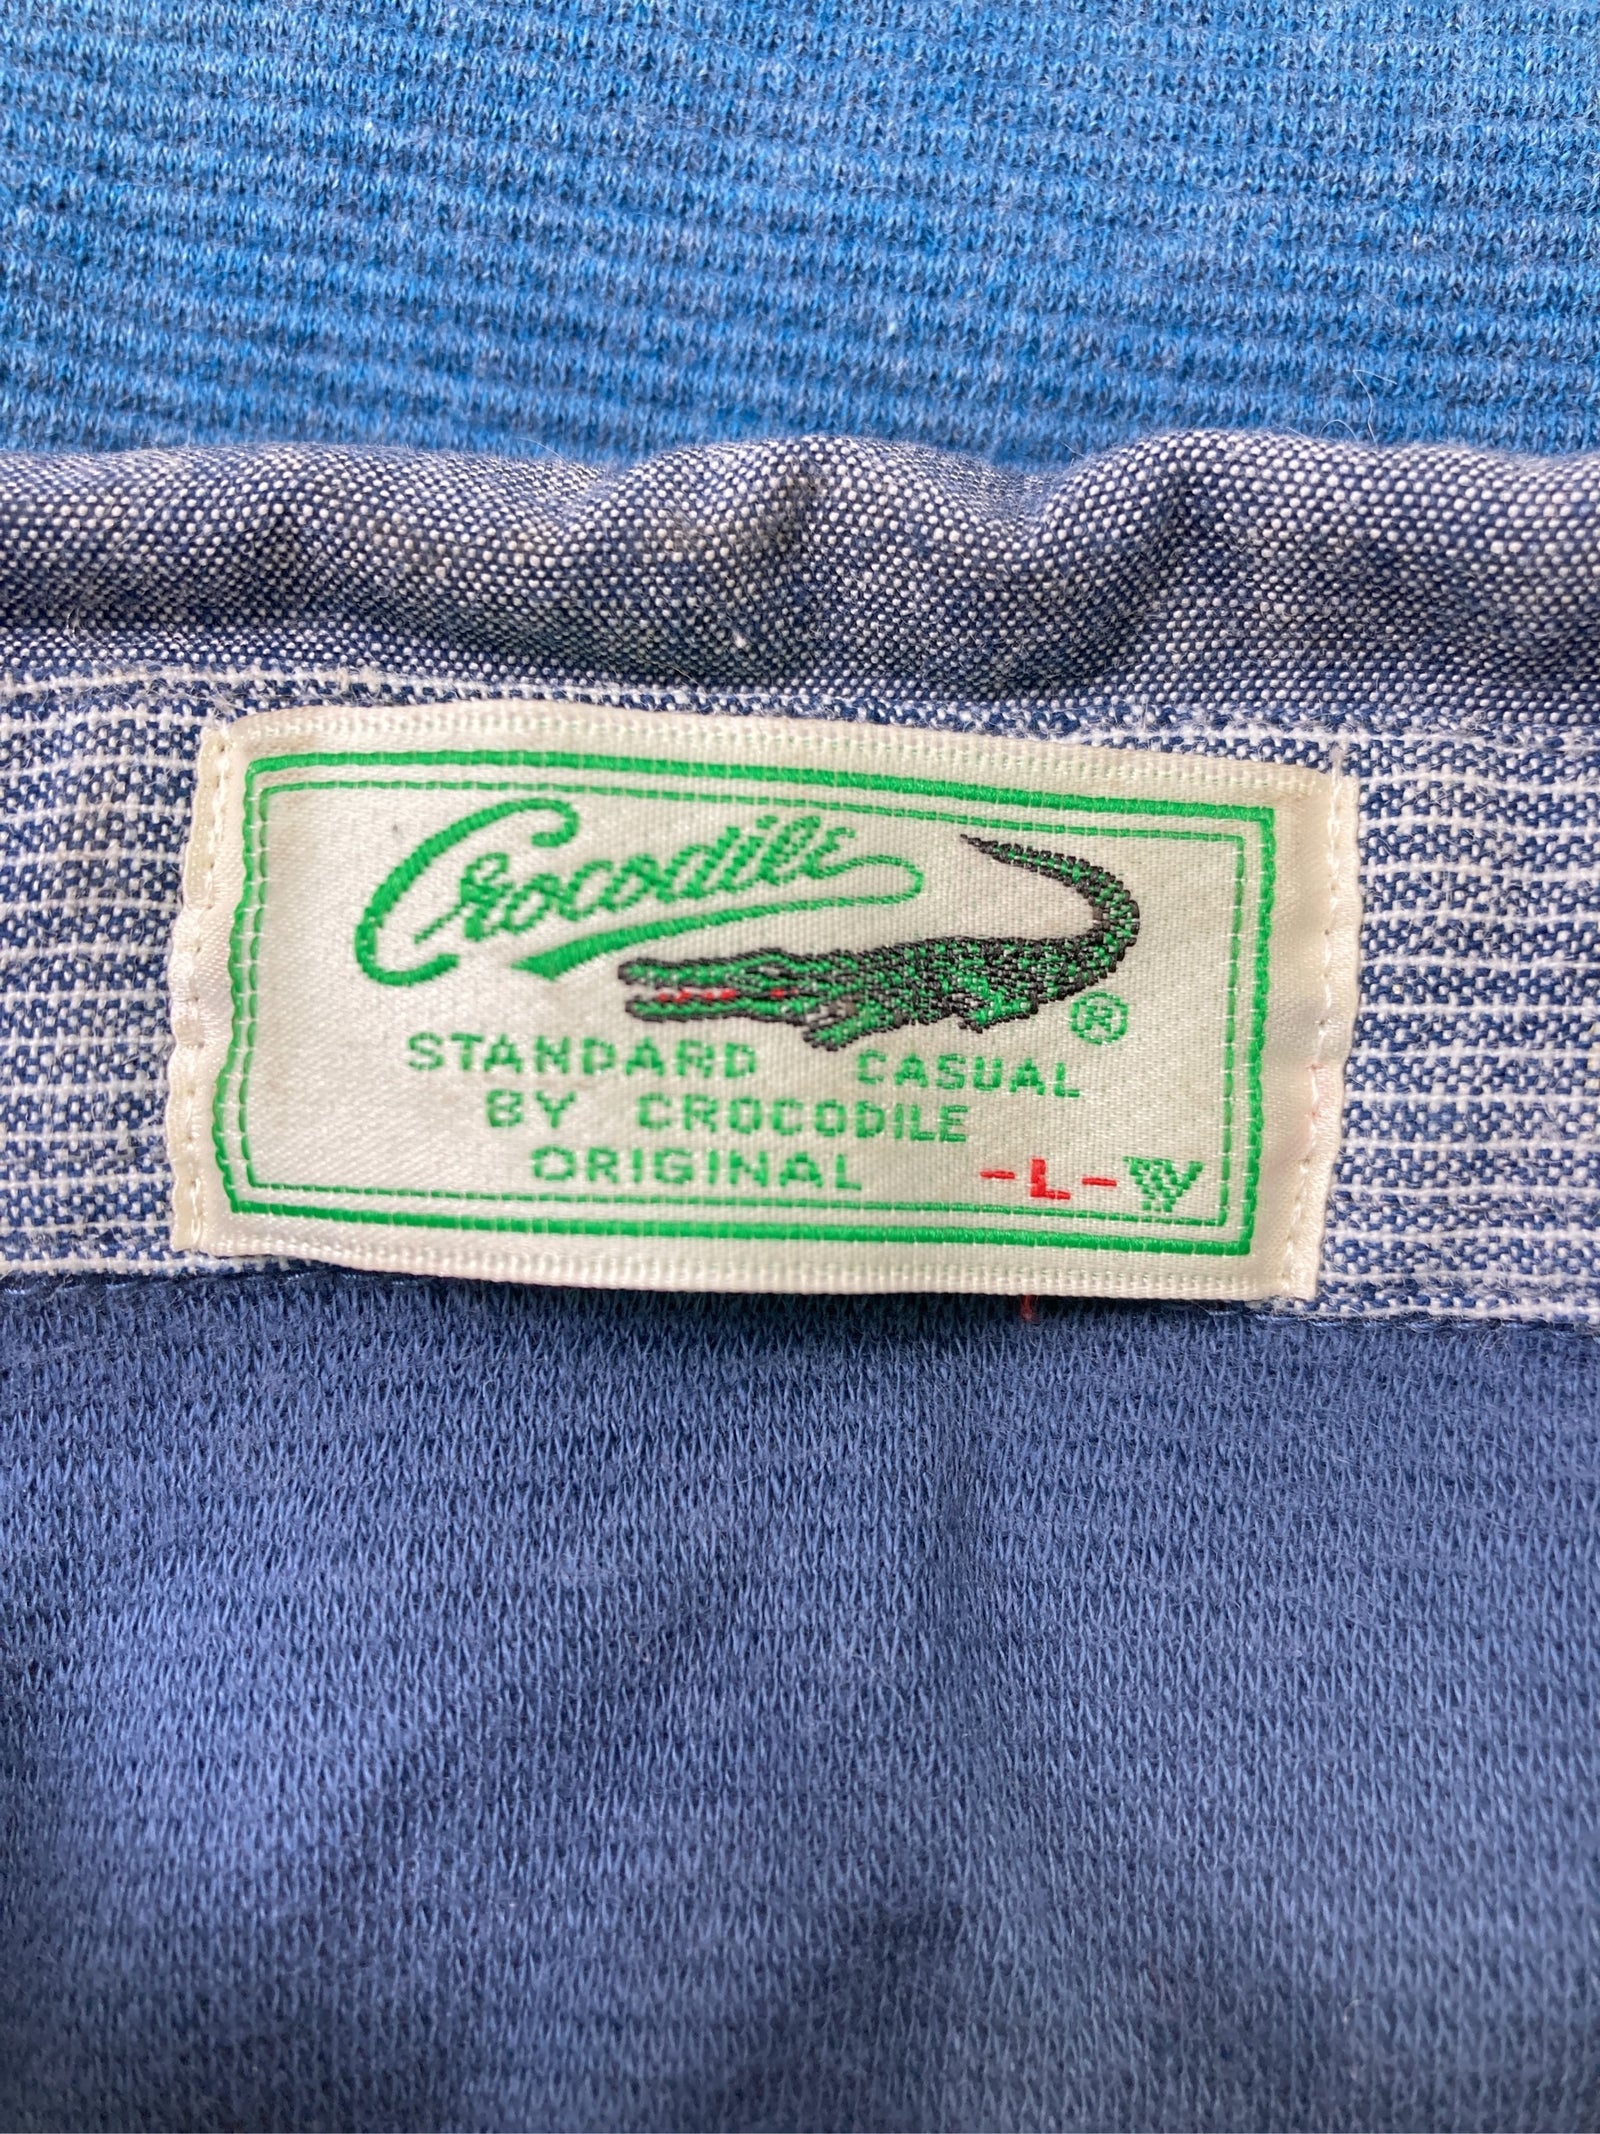 Crocodile
®
STANDARD CASUAL
BY CROCODILE
ORIGINAL -L-